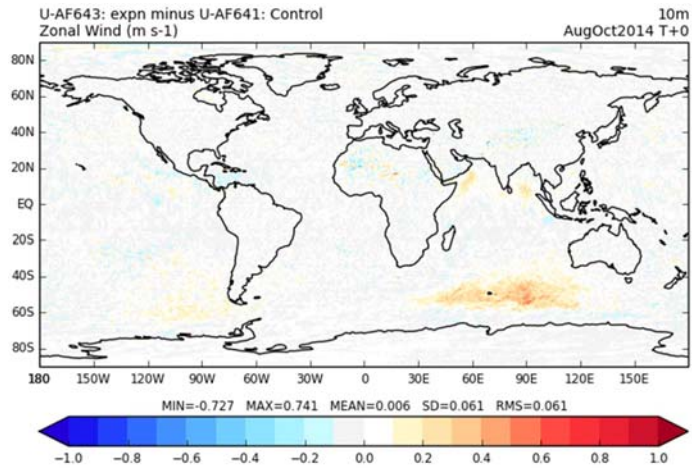 U-AF643: expn minus U-AF641: Control 10m
Zonal Wind (m s-1) AugOct2014 T+0
80N
60N
40N
20N
EQ
20S
40S
60S
80S
180 150W 120W 90W 60W 30W 0 30E 60E 90E 120E 150E
MIN=-0.727 MAX=0.741 MEAN=0.006 SD=0.061 RMS=0.061
−1.0 −0.8 −0.6 −0.4 −0.2 0.0 0.2 0.4 0.6 0.8 1.0